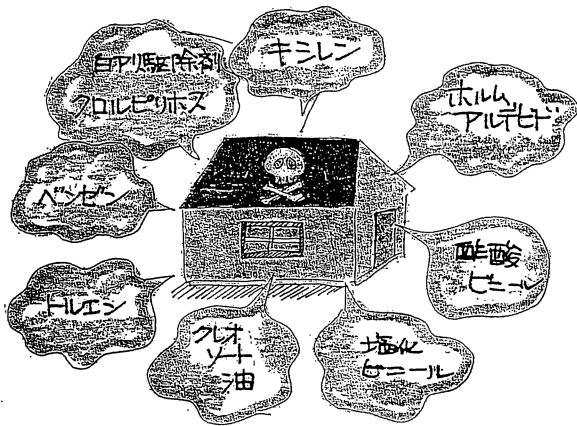 白アリ駆除剤
クロルピリホス
キシレン
ホルム
アルデヒド
ベンゼン
酢酸
ビニール
トルエン
クレオ
ソート
油
塩化
ビニール